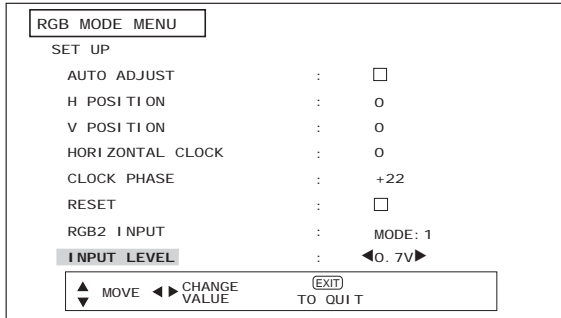 RGB MODE MENU
SET UP
AUTO ADJUST : □
H POSITION : 0
V POSITION : 0
HORIZONTAL CLOCK : 0
CLOCK PHASE : +22
RESET : □
RGB2 INPUT : MODE: 1
INPUT LEVEL : ◀0.7V▶
▲▼ MOVE ◀▶ CHANGE VALUE EXIT TO QUIT